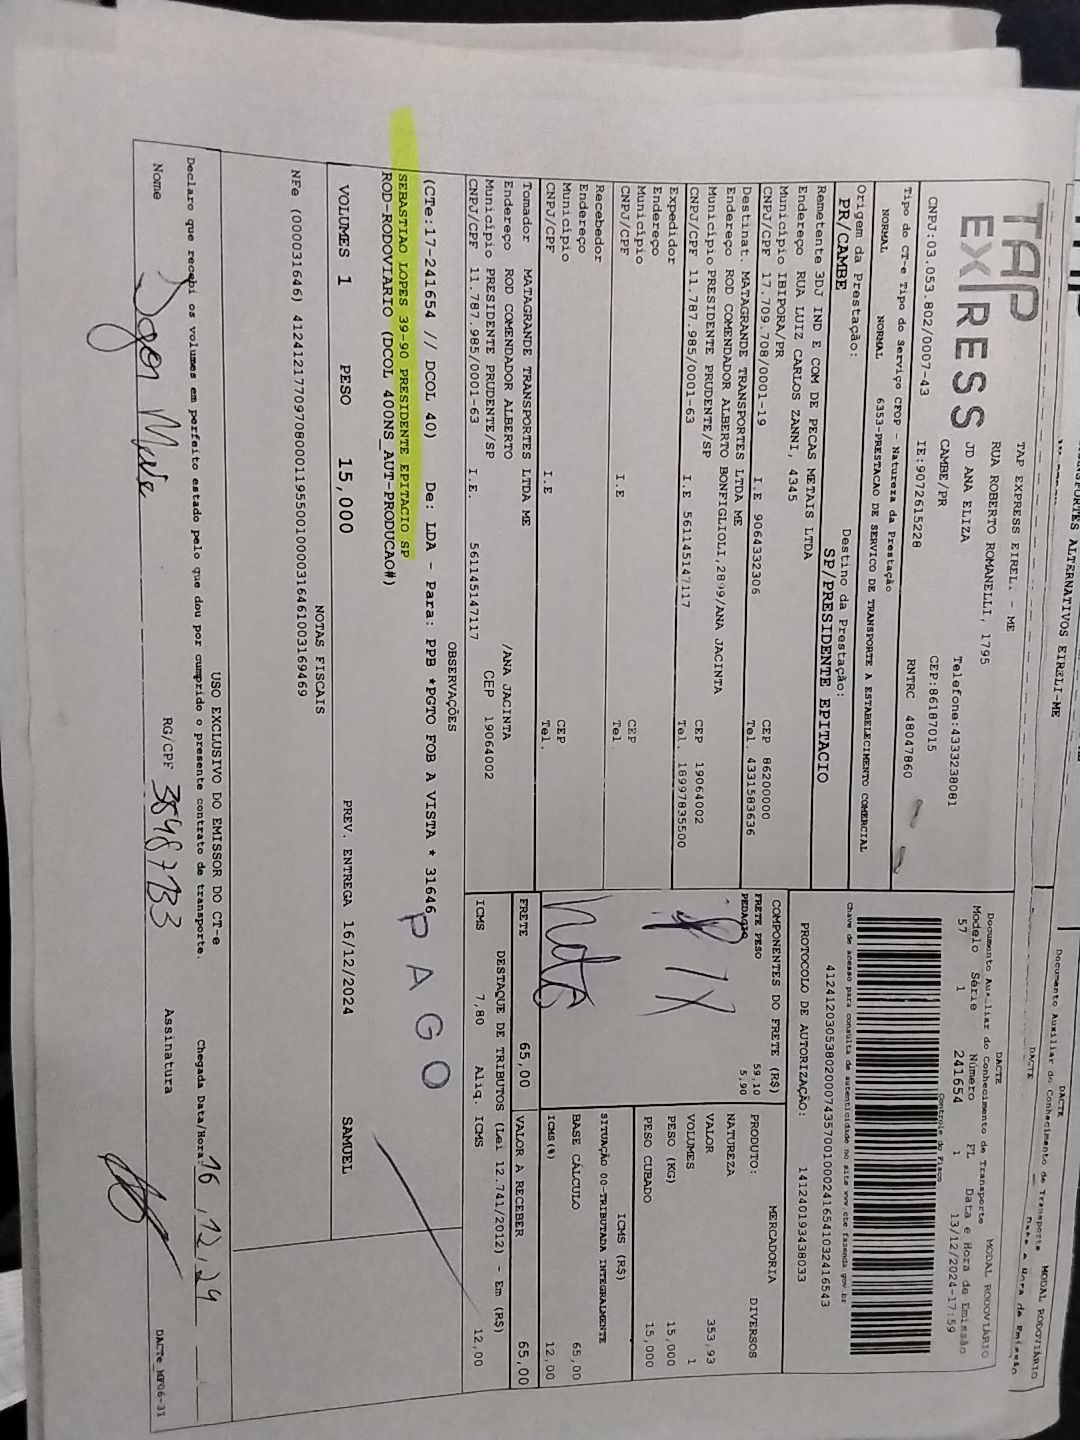 TAP EXPRESS
TAP EXPRESS EIREL. - ME
RUA ROBERTO ROMANELLI, 1795
JD ANA ELIZA
CAMBE/PR
Telefone:4333238081
CEP:86187015
CNPJ:03.053.802/0007-43 IE:9072615228 RNTRC 48047860
DACTE
Documento Auxiliar do Conhecimento de Transporte MODAL RODOVIÁRIO
Modelo Série Número FL Data e Hora de Emissão
57 1 241654 1 13/12/2024-17:59
Controle do Fisco
Tipo do CT-e Tipo do Serviço CFOP - Natureza da Prestação
NORMAL NORMAL 6353-PRESTACAO DE SERVICO DE TRANSPORTE A ESTABELECIMENTO COMERCIAL
Chave de acesso para consulta de autenticidade no site www.cte.fazenda.gov.br
41241203053802000743570010002416541032416543
PROTOCOLO DE AUTORIZAÇÃO: 141240193438033
Origem da Prestação: Destino da Prestação:
PR/CAMBE SP/PRESIDENTE EPITACIO
Remetente 3DJ IND E COM DE PECAS METAIS LTDA
Endereço RUA LUIZ CARLOS ZANNI, 4345
Município IBIPORA/PR CEP 86200000
CNPJ/CPF 17.709.708/0001-19 I.E 9064332306 Tel. 4331583636
Destinat. MATAGRANDE TRANSPORTES LTDA ME
Endereço ROD COMENDADOR ALBERTO BONFIGLIOLI,2899/ANA JACINTA
Município PRESIDENTE PRUDENTE/SP CEP 19064002
CNPJ/CPF 11.787.985/0001-63 I.E 561145147117 Tel. 18997835500
Expedidor
Endereço
Município CEP
CNPJ/CPF I.E Tel
Recebedor
Endereço
Município CEP
CNPJ/CPF I.E Tel.
Tomador MATAGRANDE TRANSPORTES LTDA ME
Endereço ROD COMENDADOR ALBERTO /ANA JACINTA
Município PRESIDENTE PRUDENTE/SP CEP 19064002
CNPJ/CPF 11.787.985/0001-63 I.E. 561145147117
COMPONENTES DO FRETE (R$)
FRETE PESO 59,10
PEDAGIO 5,90
PIX
FRETE 65,00
PRODUTO: MERCADORIA
NATUREZA DIVERSOS
VALOR 353,93
VOLUMES 1
PESO (KG) 15,000
PESO CUBADO 15,000
ICMS (R$)
SITUAÇÃO 00-TRIBUTADA INTEGRALMENTE
BASE CÁLCULO 65,00
ICMS(%) 12,00
VALOR A RECEBER 65,00
DESTAQUE DE TRIBUTOS (Lei 12.741/2012) - Em (R$)
ICMS 7,80 Aliq. ICMS 12,00
OBSERVAÇÕES
(CTe:17-241654 // DCOL 40) De: LDA - Para: PPB *PGTO FOB A VISTA * 31646
SEBASTIAO LOPES 39-90 PRESIDENTE EPITACIO SP
ROD-RODOVIARIO (DCOL 400NS_AUT-PRODUCAO#)
PAGO
VOLUMES 1 PESO 15,000 PREV. ENTREGA 16/12/2024 SAMUEL
NOTAS FISCAIS
NFe (000031646) 41241217709708000119550010000316461003169469
USO EXCLUSIVO DO EMISSOR DO CT-e
Declaro que recebi os volumes em perfeito estado pelo que dou por cumprido o presente contrato de transporte. Chegada Data/Hora: 16,12,24
Nome RG/CPF Assinatura
DACTe_MF06-31